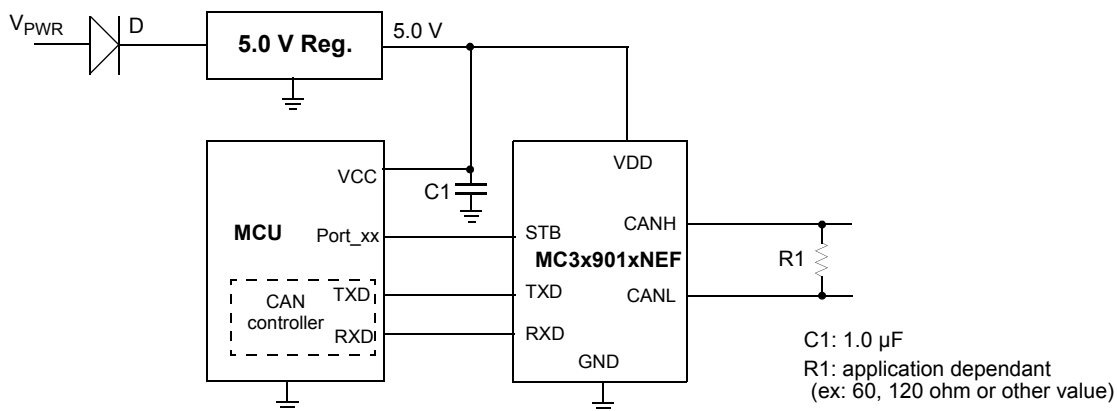 VPWR
D
5.0 V Reg.
5.0 V
VCC
C1
VDD
MCU
Port_xx
STB
CANH
MC3x901xNEF
R1
CAN
controller
TXD
TXD
CANL
RXD
RXD
GND
C1: 1.0 µF
R1: application dependant
(ex: 60, 120 ohm or other value)